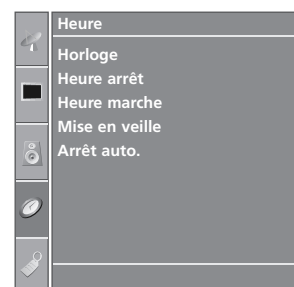 Heure
Horloge
Heure arrêt
Heure marche
Mise en veille
Arrêt auto.